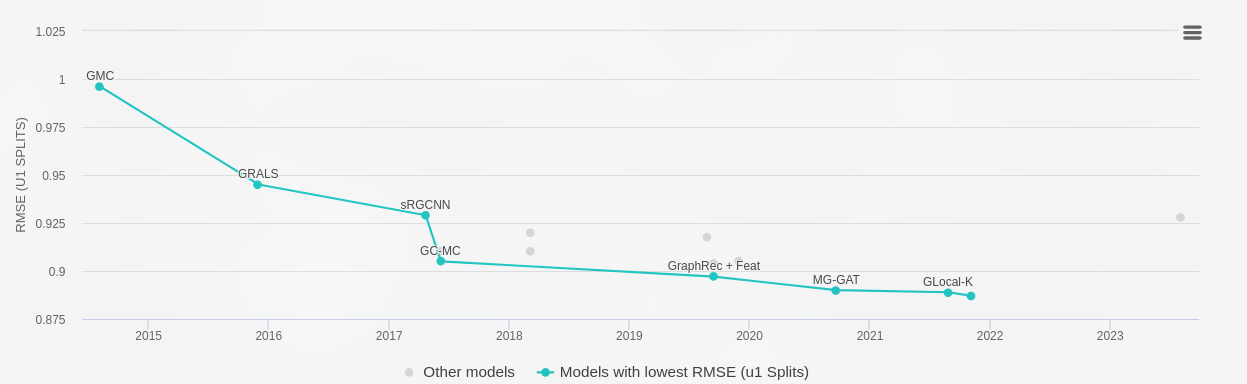 1.025
1
0.975
0.95
0.925
0.9
0.875
RMSE (U1 SPLITS)
GMC
GRALS
sRGCNN
GC-MC
GraphRec + Feat
MG-GAT
GLocal-K
2015 2016 2017 2018 2019 2020 2021 2022 2023
Other models Models with lowest RMSE (u1 Splits)